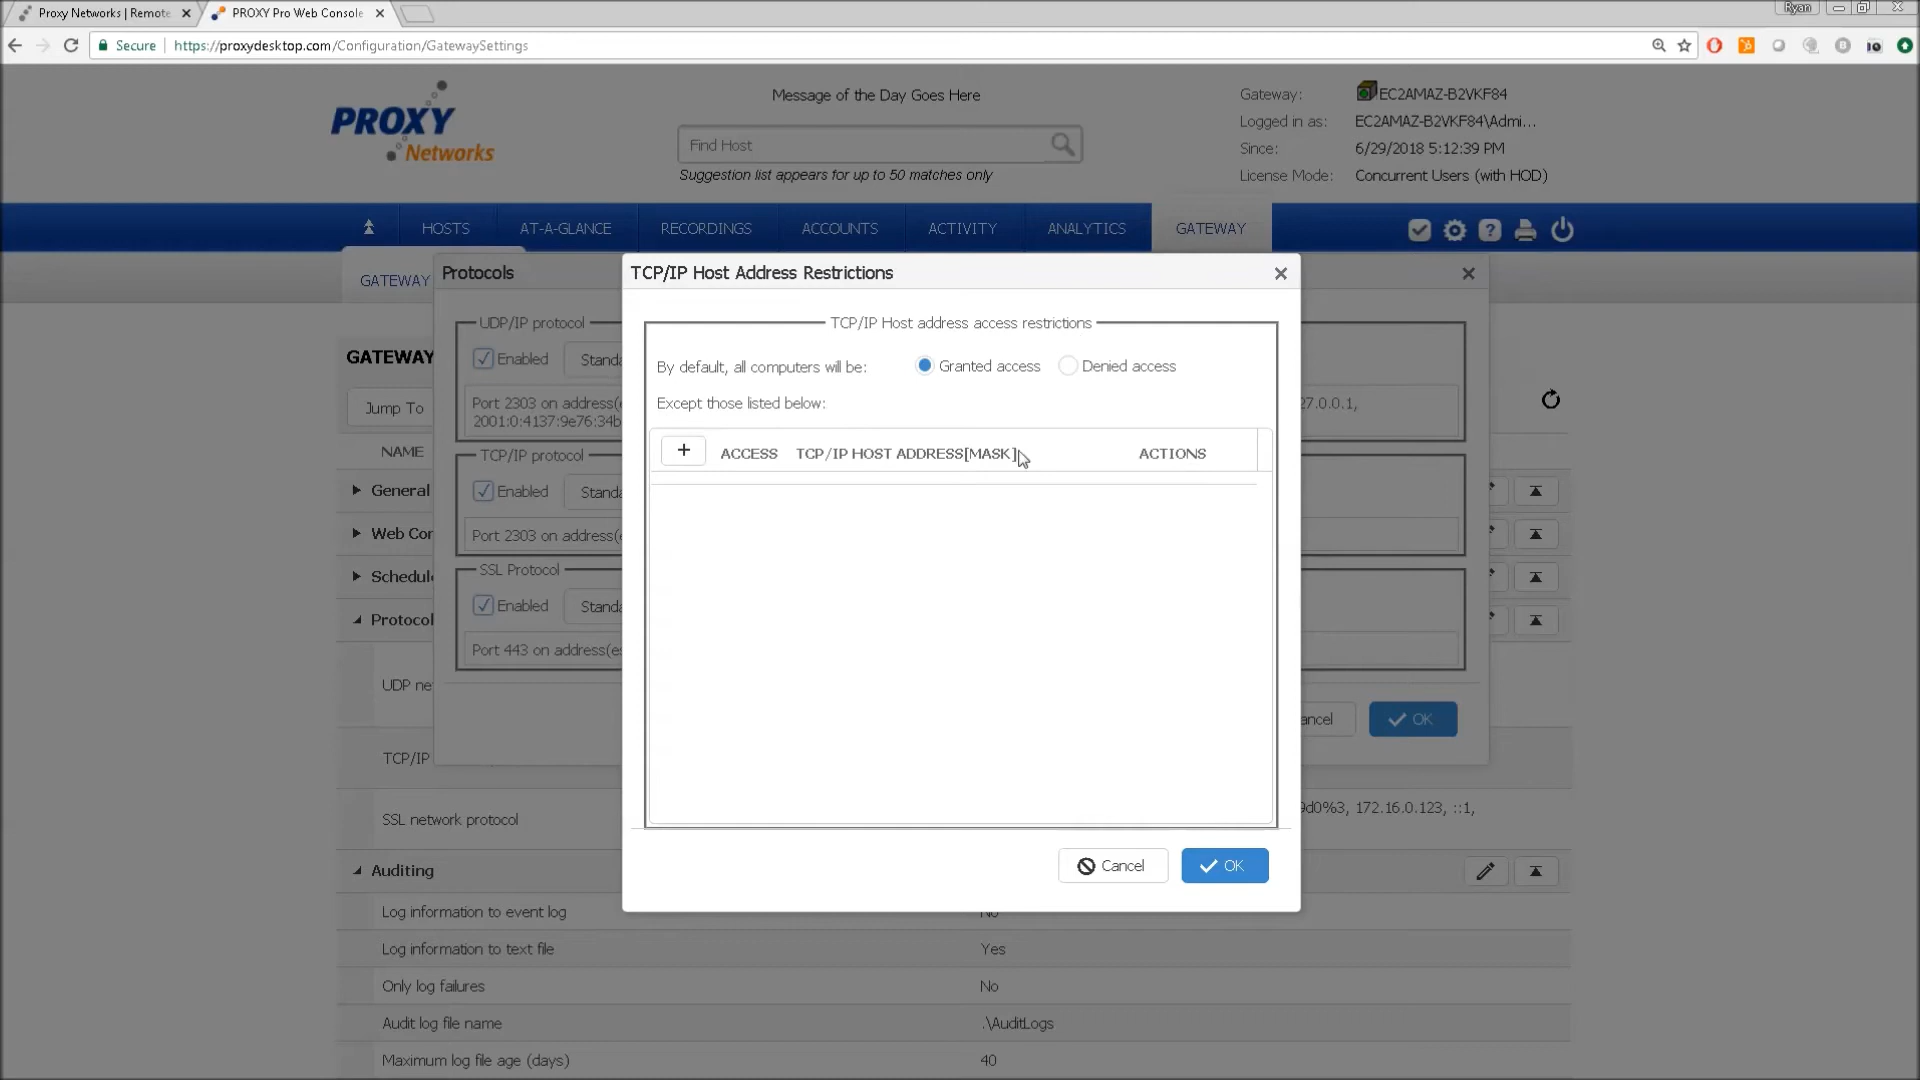 Proxy Networks | Remote
PROXY Pro Web Console
Ryan
Secure | https://proxydesktop.com/Configuration/GatewaySettings
PROXY
Networks
Message of the Day Goes Here
Find Host
Suggestion list appears for up to 50 matches only
Gateway: EC2AMAZ-B2VKF84
Logged in as: EC2AMAZ-B2VKF84\Admi...
Since: 6/29/2018 5:12:39 PM
License Mode: Concurrent Users (with HOD)
HOSTS AT-A-GLANCE RECORDINGS ACCOUNTS ACTIVITY ANALYTICS GATEWAY
GATEWAY
Protocols
TCP/IP Host Address Restrictions
UDP/IP protocol
TCP/IP Host address access restrictions
GATEWAY
Enabled Standa
By default, all computers will be: Granted access Denied access
Jump To
Port 2303 on address(e
Except those listed below:
27.0.0.1,
2001:0:4137:9e76:34b
NAME
TCP/IP protocol
+ ACCESS TCP/IP HOST ADDRESS[MASK] ACTIONS
General
Enabled Standa
Web Con
Port 2303 on address(e
Schedule
SSL Protocol
Enabled Standa
Protocol
Port 443 on address(es
UDP ne
ancel
OK
TCP/IP
SSL network protocol
9d0%3, 172.16.0.123, ::1,
Cancel OK
Auditing
Log information to event log No
Log information to text file Yes
Only log failures No
Audit log file name .\AuditLogs
Maximum log file age (days) 40